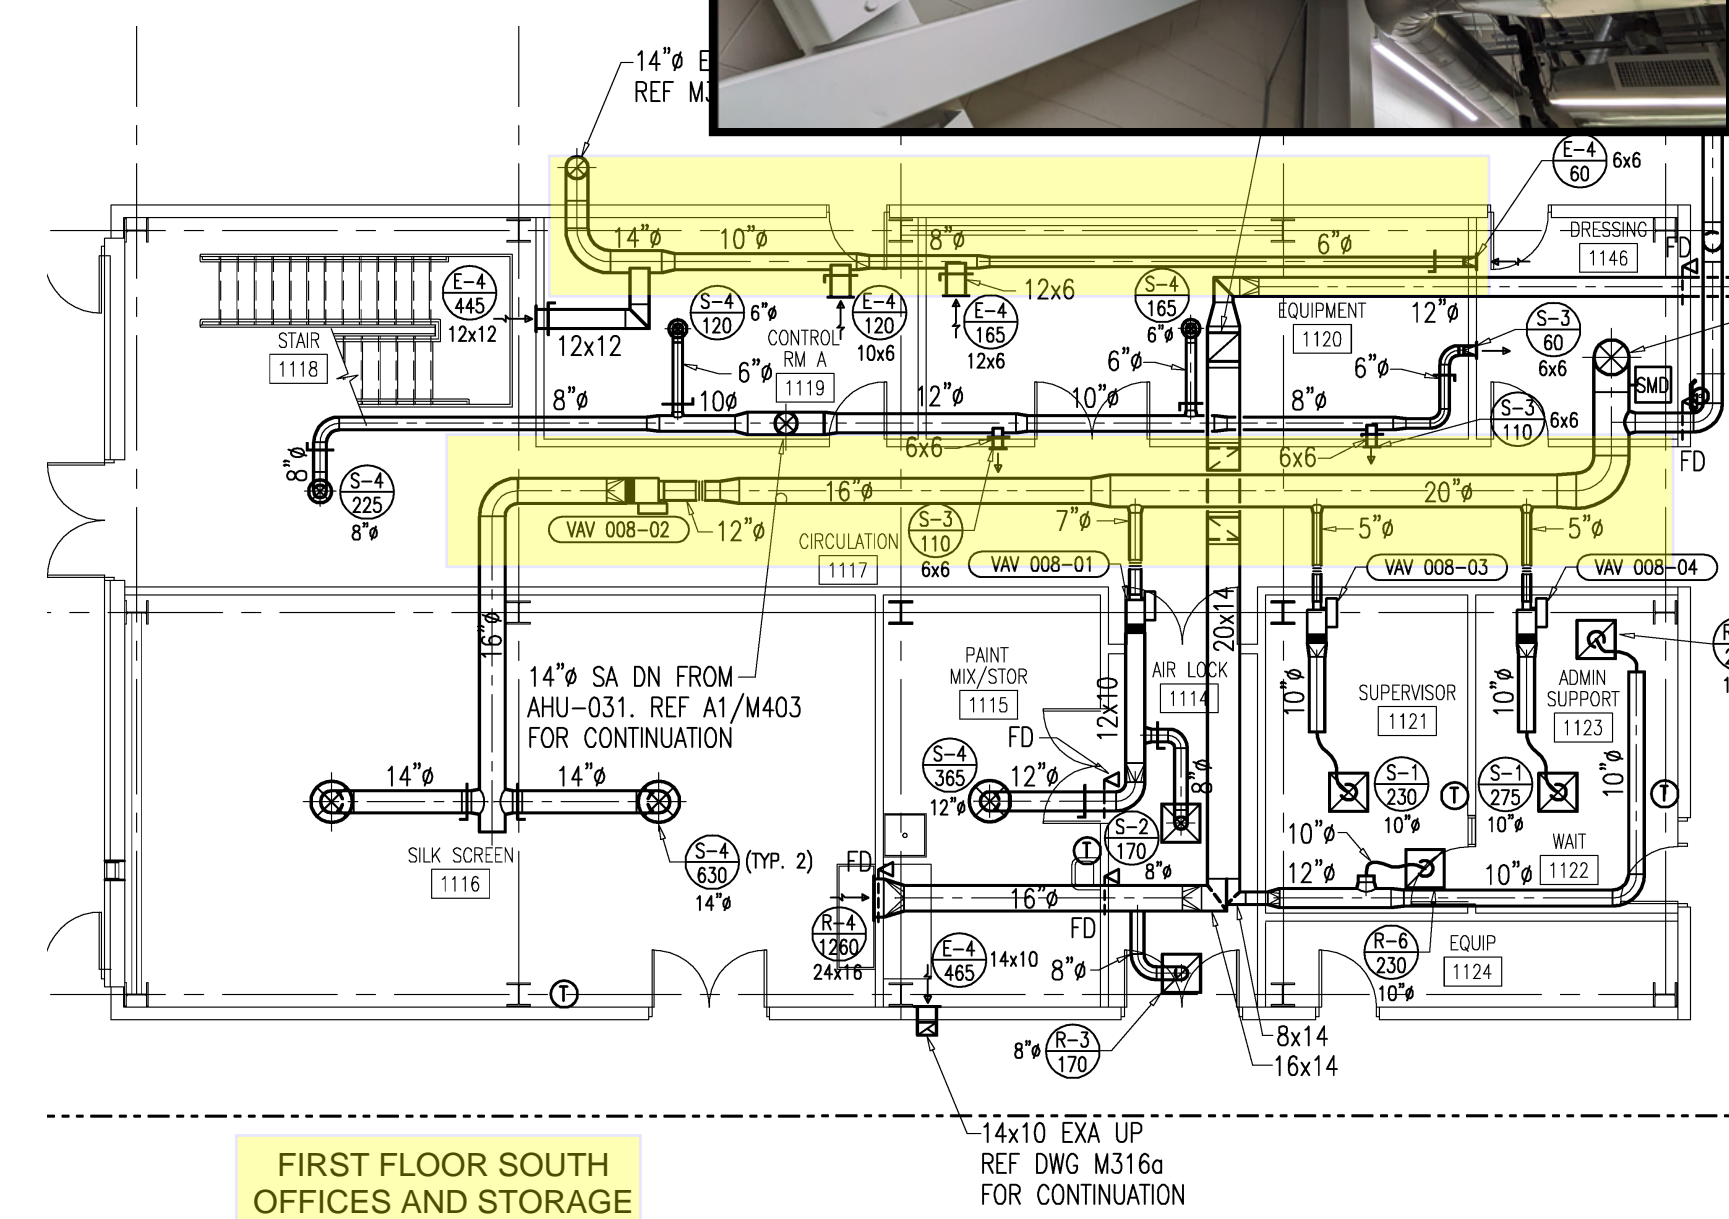 14"ø E
REF M3
E-4
60
6x6
DRESSING
1146
FD
14"ø
10"ø
8"ø
6"ø
E-4
445
12x12
12x12
STAIR
1118
S-4
120
6"ø
6"ø
CONTROL
RM A
1119
E-4
120
10x6
12x6
E-4
165
12x6
S-4
165
6"ø
6"ø
EQUIPMENT
1120
12"ø
S-3
60
6x6
6"ø
SMD
8"ø
10ø
12"ø
10"ø
8"ø
S-3
110
6x6
6x6
6x6
FD
8"ø
S-4
225
8"ø
16"ø
20"ø
VAV 008-02
12"ø
CIRCULATION
1117
S-3
110
6x6
7"ø
5"ø
5"ø
VAV 008-01
VAV 008-03
VAV 008-04
16"ø
14"ø SA DN FROM
AHU-031. REF A1/M403
FOR CONTINUATION
PAINT
MIX/STOR
1115
12x10
AIR LOCK
1114
20x14
10"ø
SUPERVISOR
1121
10"ø
ADMIN
SUPPORT
1123
10"ø
FD
S-4
365
12"ø
12"ø
8"ø
14"ø
14"ø
S-1
230
10"ø
T
S-1
275
10"ø
T
SILK SCREEN
1116
S-4
630
(TYP. 2)
14"ø
S-2
170
8"ø
T
FD
10"ø
12"ø
10"ø
WAIT
1122
16"ø
FD
R-4
1260
24x16
E-4
465
14x10
8"ø
R-6
230
10"ø
EQUIP
1124
T
8"ø
R-3
170
8x14
16x14
14x10 EXA UP
REF DWG M316a
FOR CONTINUATION
FIRST FLOOR SOUTH
OFFICES AND STORAGE